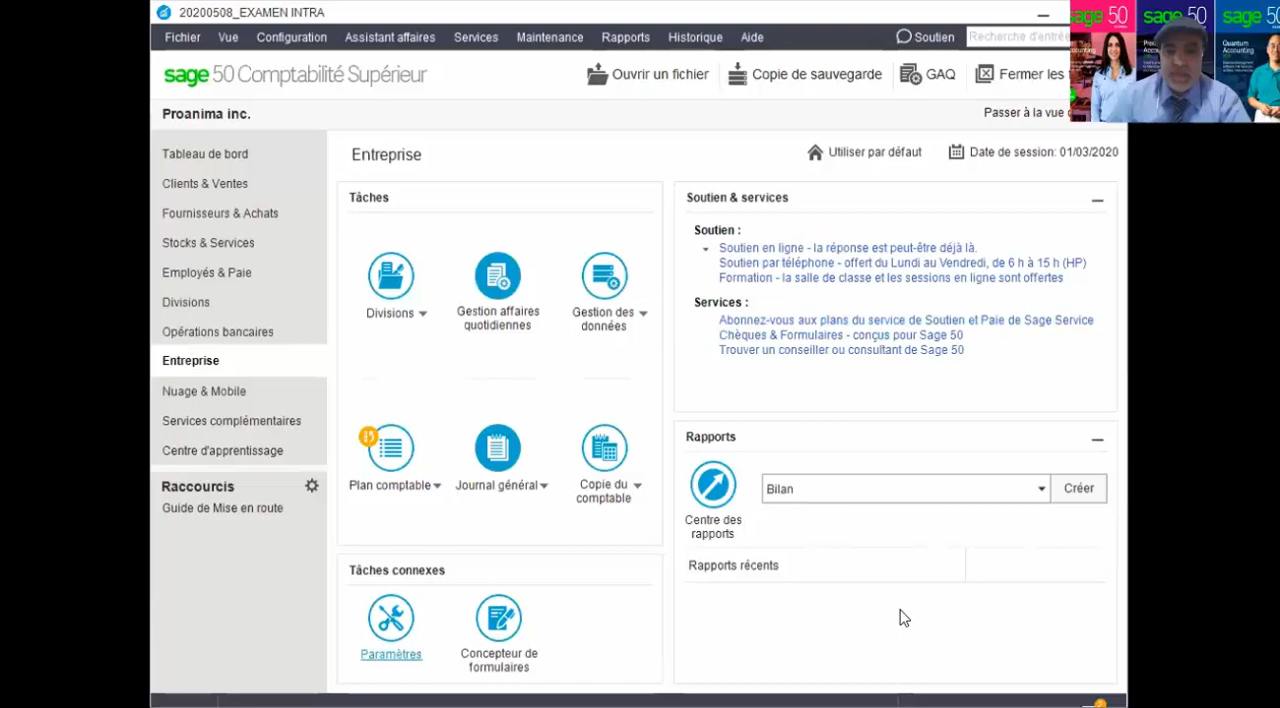 20200508_EXAMEN INTRA
Fichier Vue Configuration Assistant affaires Services Maintenance Rapports Historique Aide Soutien Recherche d'entrée
sage 50 Comptabilité Supérieur
Ouvrir un fichier Copie de sauvegarde GAQ Fermer les
Proanima inc.
Passer à la vue
Tableau de bord
Clients & Ventes
Fournisseurs & Achats
Stocks & Services
Employés & Paie
Divisions
Opérations bancaires
Entreprise
Nuage & Mobile
Services complémentaires
Centre d'apprentissage
Raccourcis
Guide de Mise en route
Entreprise
Utiliser par défaut Date de session: 01/03/2020
Tâches
Divisions
Gestion affaires
quotidiennes
Gestion des
données
Plan comptable
Journal général
Copie du
comptable
Tâches connexes
Paramètres
Concepteur de
formulaires
Soutien & services
Soutien :
Soutien en ligne - la réponse est peut-être déjà là.
Soutien par téléphone - offert du Lundi au Vendredi, de 6 h à 15 h (HP)
Formation - la salle de classe et les sessions en ligne sont offertes
Services :
Abonnez-vous aux plans du service de Soutien et Paie de Sage Service
Chèques & Formulaires - conçus pour Sage 50
Trouver un conseiller ou consultant de Sage 50
Rapports
Centre des
rapports
Bilan
Créer
Rapports récents
sage 50
sage 50
sage 50
Quantum
Accounting